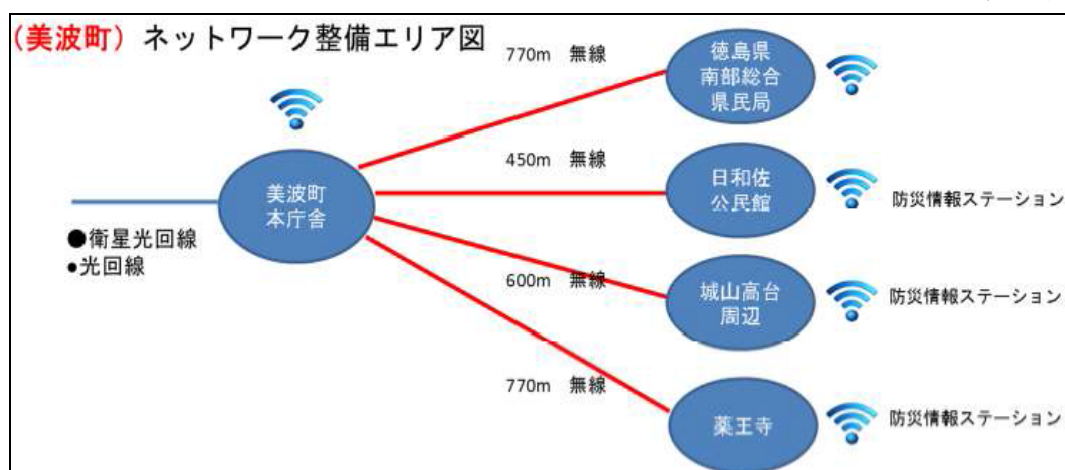 (美波町) ネットワーク整備エリア図
770m 無線
徳島県
南部総合
県民局
450m 無線
日和佐
公民館
防災情報ステーション
美波町
本庁舎
●衛星光回線
●光回線
600m 無線
城山高台
周辺
防災情報ステーション
770m 無線
薬王寺
防災情報ステーション